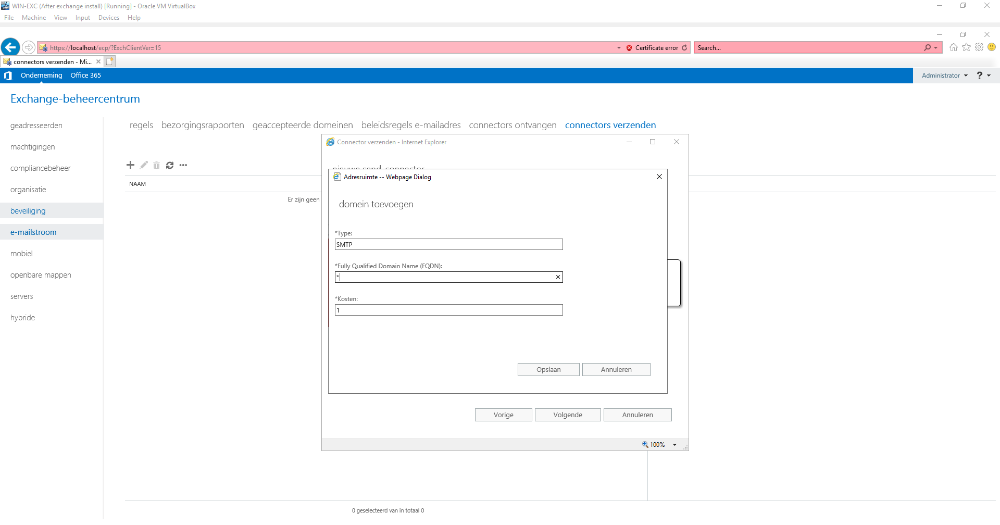 WIN-EXC (After exchange install) [Running] - Oracle VM VirtualBox
File Machine View Input Devices Help
https://localhost/ecp/?ExchClientVer=15
Certificate error
Search...
connectors verzenden - Mi...
Onderneming Office 365
Administrator ?
Exchange-beheercentrum
geadresseerden
machtigingen
compliancebeheer
organisatie
beveiliging
e-mailstroom
mobiel
openbare mappen
servers
hybride
regels bezorgingsrapporten geaccepteerde domeinen beleidsregels e-mailadres connectors ontvangen connectors verzenden
NAAM
Er zijn geen
Connector verzenden - Internet Explorer
nieuwe send-connector
Adresruimte -- Webpage Dialog
domein toevoegen
*Type:
SMTP
*Fully Qualified Domain Name (FQDN):
*
*Kosten:
1
Opslaan Annuleren
Vorige Volgende Annuleren
100%
0 geselecteerd van in totaal 0